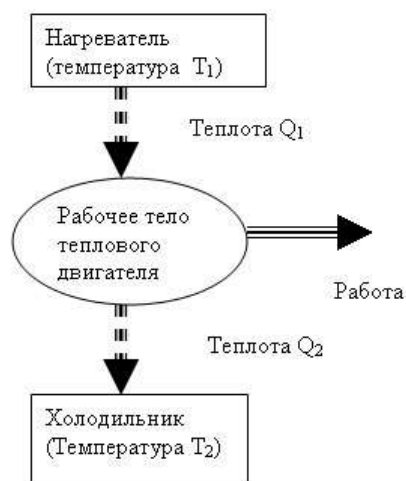 Нагреватель
(температура T₁)
Теплота Q₁
Рабочее тело
теплового
двигателя
Работа
Теплота Q₂
Холодильник
(Температура T₂)